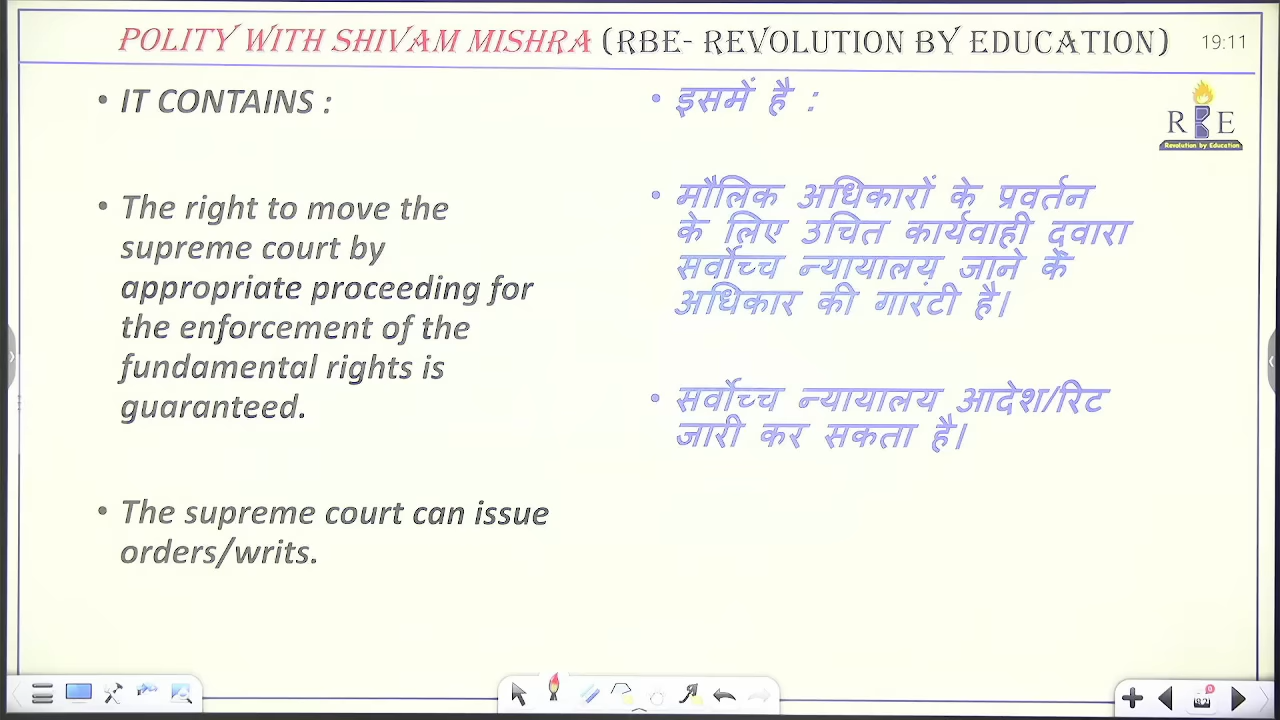 POLITY WITH SHIVAM MISHRA (RBE- REVOLUTION BY EDUCATION)
19:11
• IT CONTAINS :
• The right to move the
supreme court by
appropriate proceeding for
the enforcement of the
fundamental rights is
guaranteed.
• The supreme court can issue
orders/writs.
• इसमें है :
• मौलिक अधिकारों के प्रवर्तन
के लिए उचित कार्यवाही द्वारा
सर्वोच्च न्यायालय जाने के
अधिकार की गारंटी है।
• सर्वोच्च न्यायालय आदेश/रिट
जारी कर सकता है।
RBE
Revolution by Education